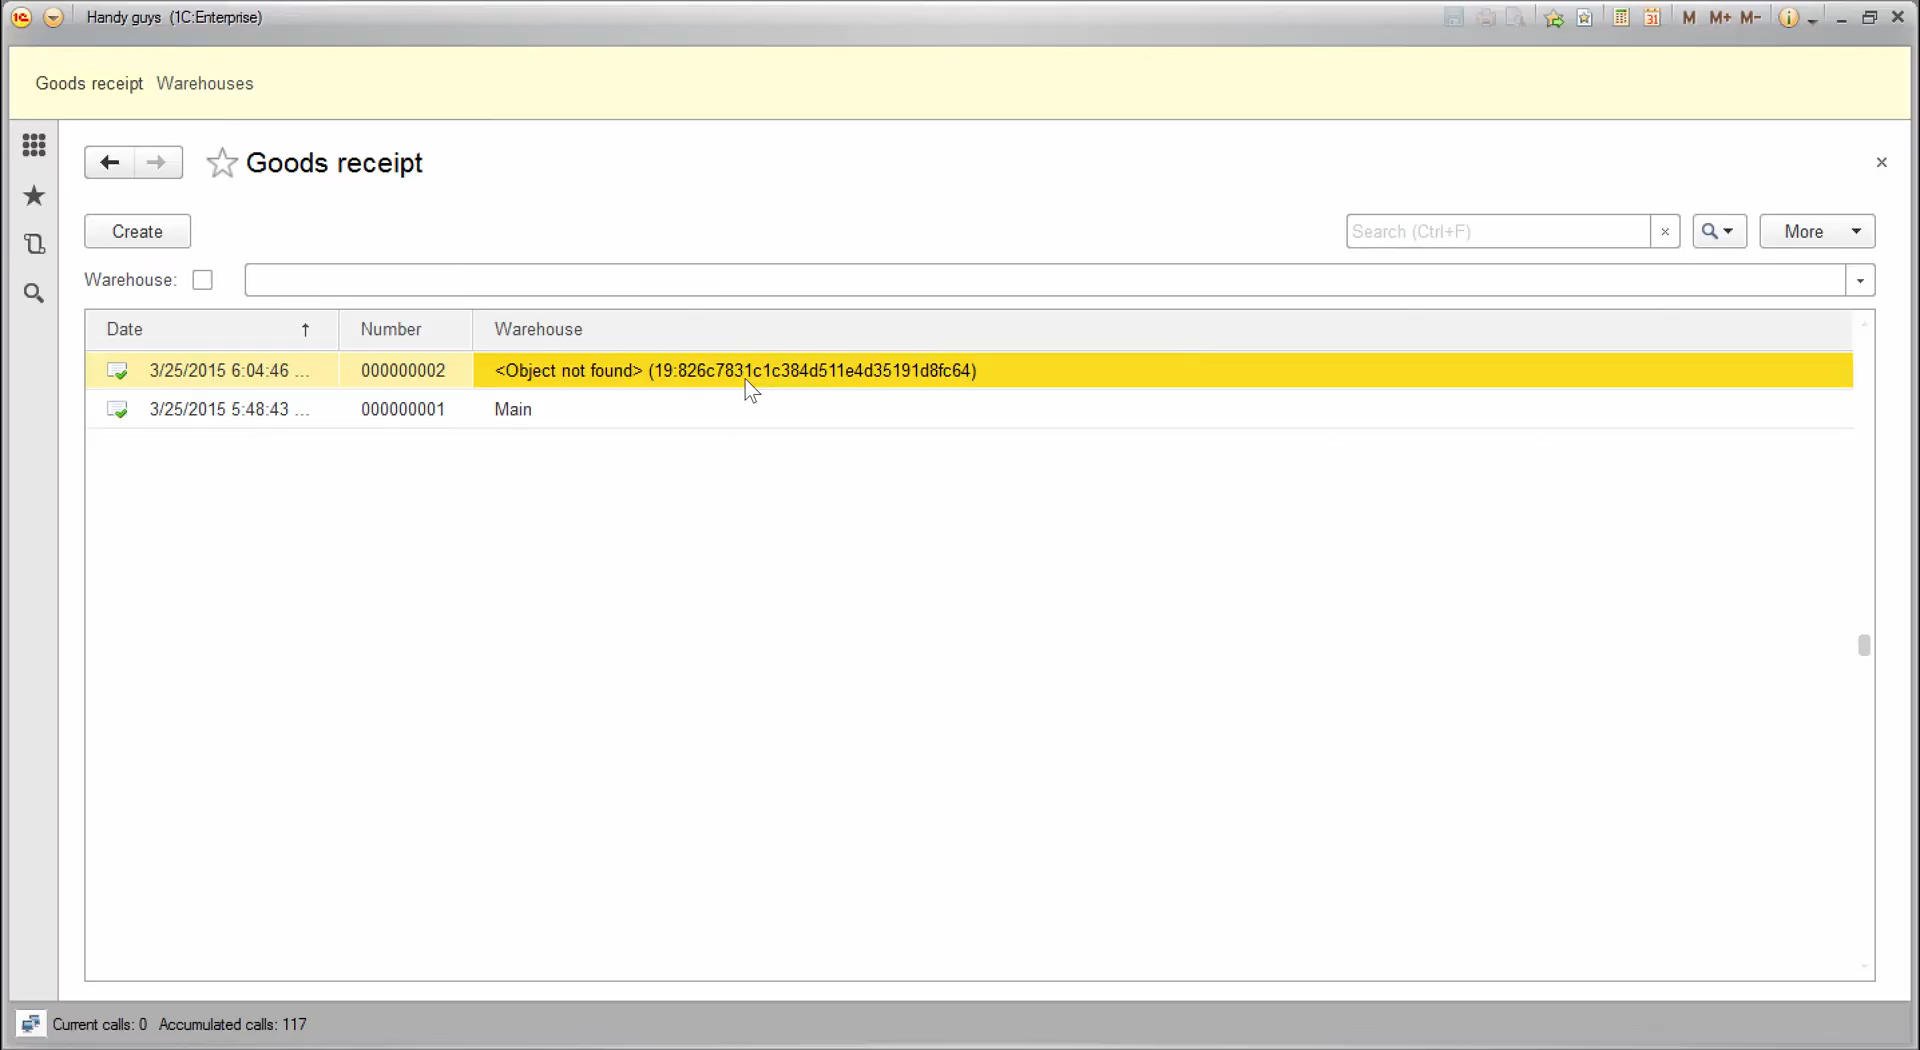 Handy guys (1C:Enterprise)
M M+ M-
31
Goods receipt Warehouses
Goods receipt
Create
Search (Ctrl+F)
More
Warehouse:
Date Number Warehouse
3/25/2015 6:04:46 ... 000000002 <Object not found> (19:826c7831c1c384d511e4d35191d8fc64)
3/25/2015 5:48:43 ... 000000001 Main
Current calls: 0 Accumulated calls: 117